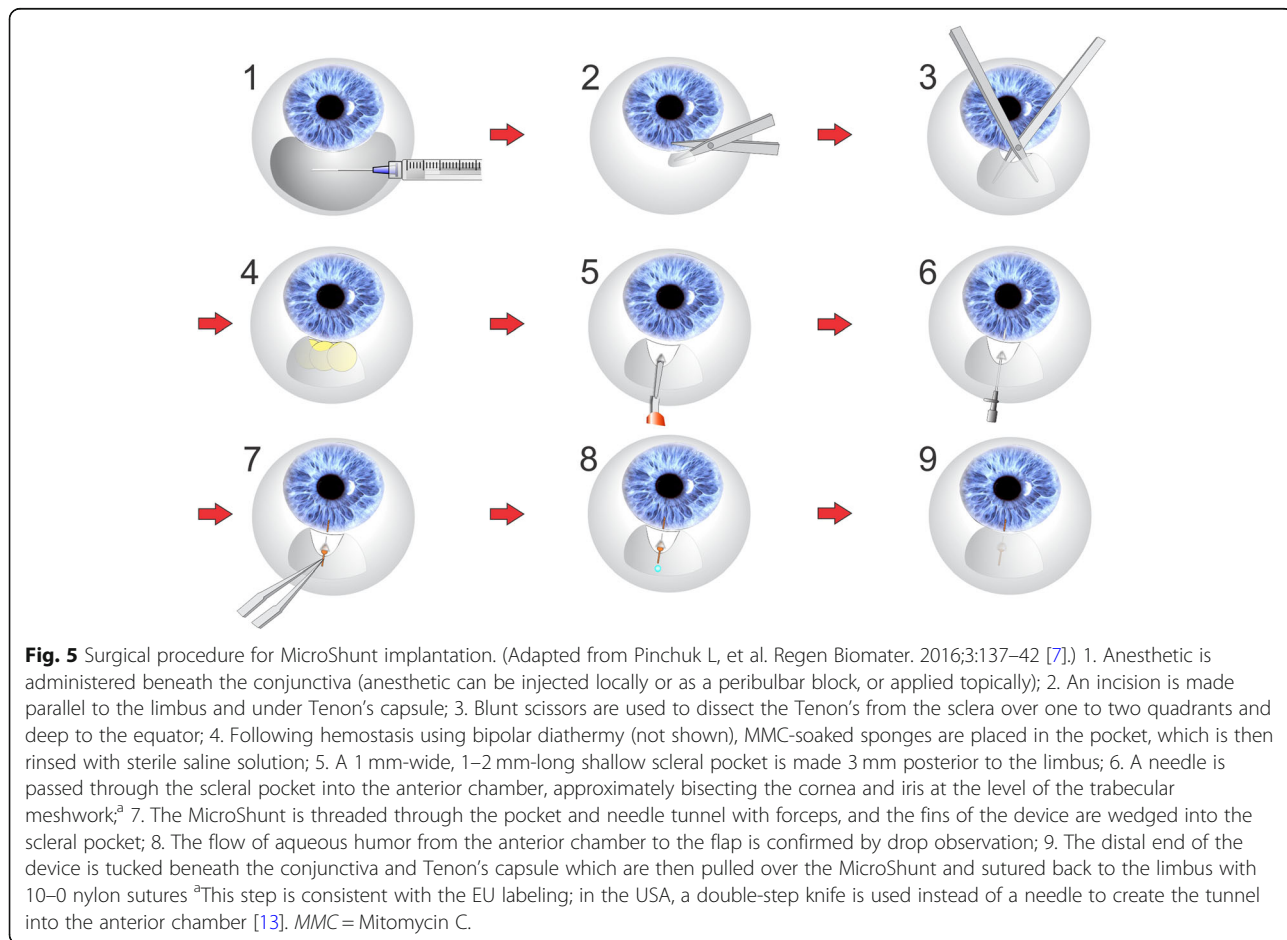 1
2
3
4
5
6
7
8
9
Fig. 5 Surgical procedure for MicroShunt implantation. (Adapted from Pinchuk L, et al. Regen Biomater. 2016;3:137–42 [7].) 1. Anesthetic is
administered beneath the conjunctiva (anesthetic can be injected locally or as a peribulbar block, or applied topically); 2. An incision is made
parallel to the limbus and under Tenon's capsule; 3. Blunt scissors are used to dissect the Tenon's from the sclera over one to two quadrants and
deep to the equator; 4. Following hemostasis using bipolar diathermy (not shown), MMC-soaked sponges are placed in the pocket, which is then
rinsed with sterile saline solution; 5. A 1 mm-wide, 1–2 mm-long shallow scleral pocket is made 3 mm posterior to the limbus; 6. A needle is
passed through the scleral pocket into the anterior chamber, approximately bisecting the cornea and iris at the level of the trabecular
meshwork;ᵃ 7. The MicroShunt is threaded through the pocket and needle tunnel with forceps, and the fins of the device are wedged into the
scleral pocket; 8. The flow of aqueous humor from the anterior chamber to the flap is confirmed by drop observation; 9. The distal end of the
device is tucked beneath the conjunctiva and Tenon's capsule which are then pulled over the MicroShunt and sutured back to the limbus with
10–0 nylon sutures ᵃThis step is consistent with the EU labeling; in the USA, a double-step knife is used instead of a needle to create the tunnel
into the anterior chamber [13]. MMC = Mitomycin C.